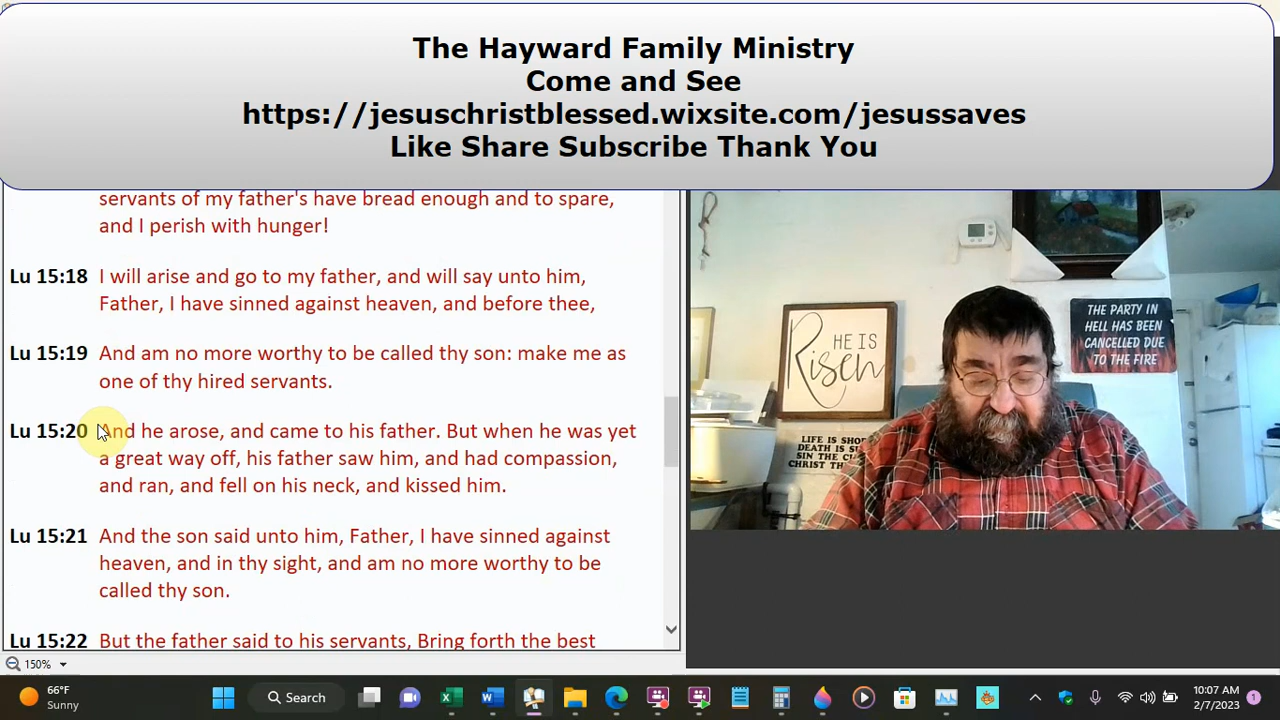 The Hayward Family Ministry
Come and See
https://jesuschristblessed.wixsite.com/jesussaves
Like Share Subscribe Thank You
servants of my father's have bread enough and to spare,
and I perish with hunger!
Lu 15:18 I will arise and go to my father, and will say unto him,
Father, I have sinned against heaven, and before thee,
Lu 15:19 And am no more worthy to be called thy son: make me as
one of thy hired servants.
Lu 15:20 And he arose, and came to his father. But when he was yet
a great way off, his father saw him, and had compassion,
and ran, and fell on his neck, and kissed him.
Lu 15:21 And the son said unto him, Father, I have sinned against
heaven, and in thy sight, and am no more worthy to be
called thy son.
Lu 15:22 But the father said to his servants, Bring forth the best
150%
HE IS
Risen
THE PARTY IN
HELL HAS BEEN
CANCELLED DUE
TO THE FIRE
LIFE IS
DEATH IS
SIN THE
CHRIST
66°F
Sunny
Search
10:07 AM
2/7/2023
1